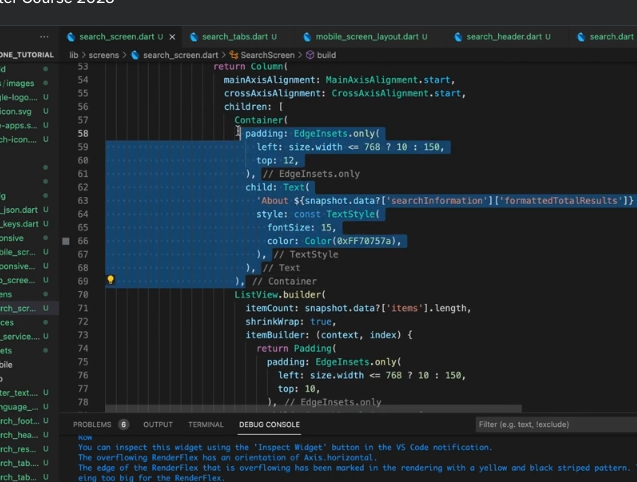 ter Course 2023
search_screen.dart U
search_tabs.dart U
mobile_screen_layout.dart U
search_header.dart U
search.dart
ONE_TUTORIAL
lib > screens > search_screen.dart > SearchScreen > build
53 return Column(
54 mainAxisAlignment: MainAxisAlignment.start,
55 crossAxisAlignment: CrossAxisAlignment.start,
56 children: [
57 Container(
58 padding: EdgeInsets.only(
59 left: size.width <= 768 ? 10 : 150,
60 top: 12,
61 ), // EdgeInsets.only
62 child: Text(
63 'About ${snapshot.data?['searchInformation']['formattedTotalResults']}
64 style: const TextStyle(
65 fontSize: 15,
66 color: Color(0xFF70757a),
67 ), // TextStyle
68 ), // Text
69 ), // Container
70 ListView.builder(
71 itemCount: snapshot.data?['items'].length,
72 shrinkWrap: true,
73 itemBuilder: (context, index) {
74 return Padding(
75 padding: EdgeInsets.only(
76 left: size.width <= 768 ? 10 : 150,
77 top: 10,
78 ), // EdgeInsets.only
d
s/images
gle-logo....U
icon.svg U
e-apps.s...U
ch-icon....U
ig
_json.dart U
_keys.dart U
onsive
bile_scr...U
ponsive...U
o_scree...U
ens
arch_scr...U
ces
_service....U
ets
bile
o
ter_text....U
nguage_...U
arch_foot...U
rch_hea...U
rch_res...U
rch_tab...U
rch_tab...U
PROBLEMS 6 OUTPUT TERMINAL DEBUG CONSOLE
Filter (e.g. text, !exclude)
You can inspect this widget using the 'Inspect Widget' button in the VS Code notification.
The overflowing RenderFlex has an orientation of Axis.horizontal.
The edge of the RenderFlex that is overflowing has been marked in the rendering with a yellow and black striped pattern.
eing too big for the RenderFlex.